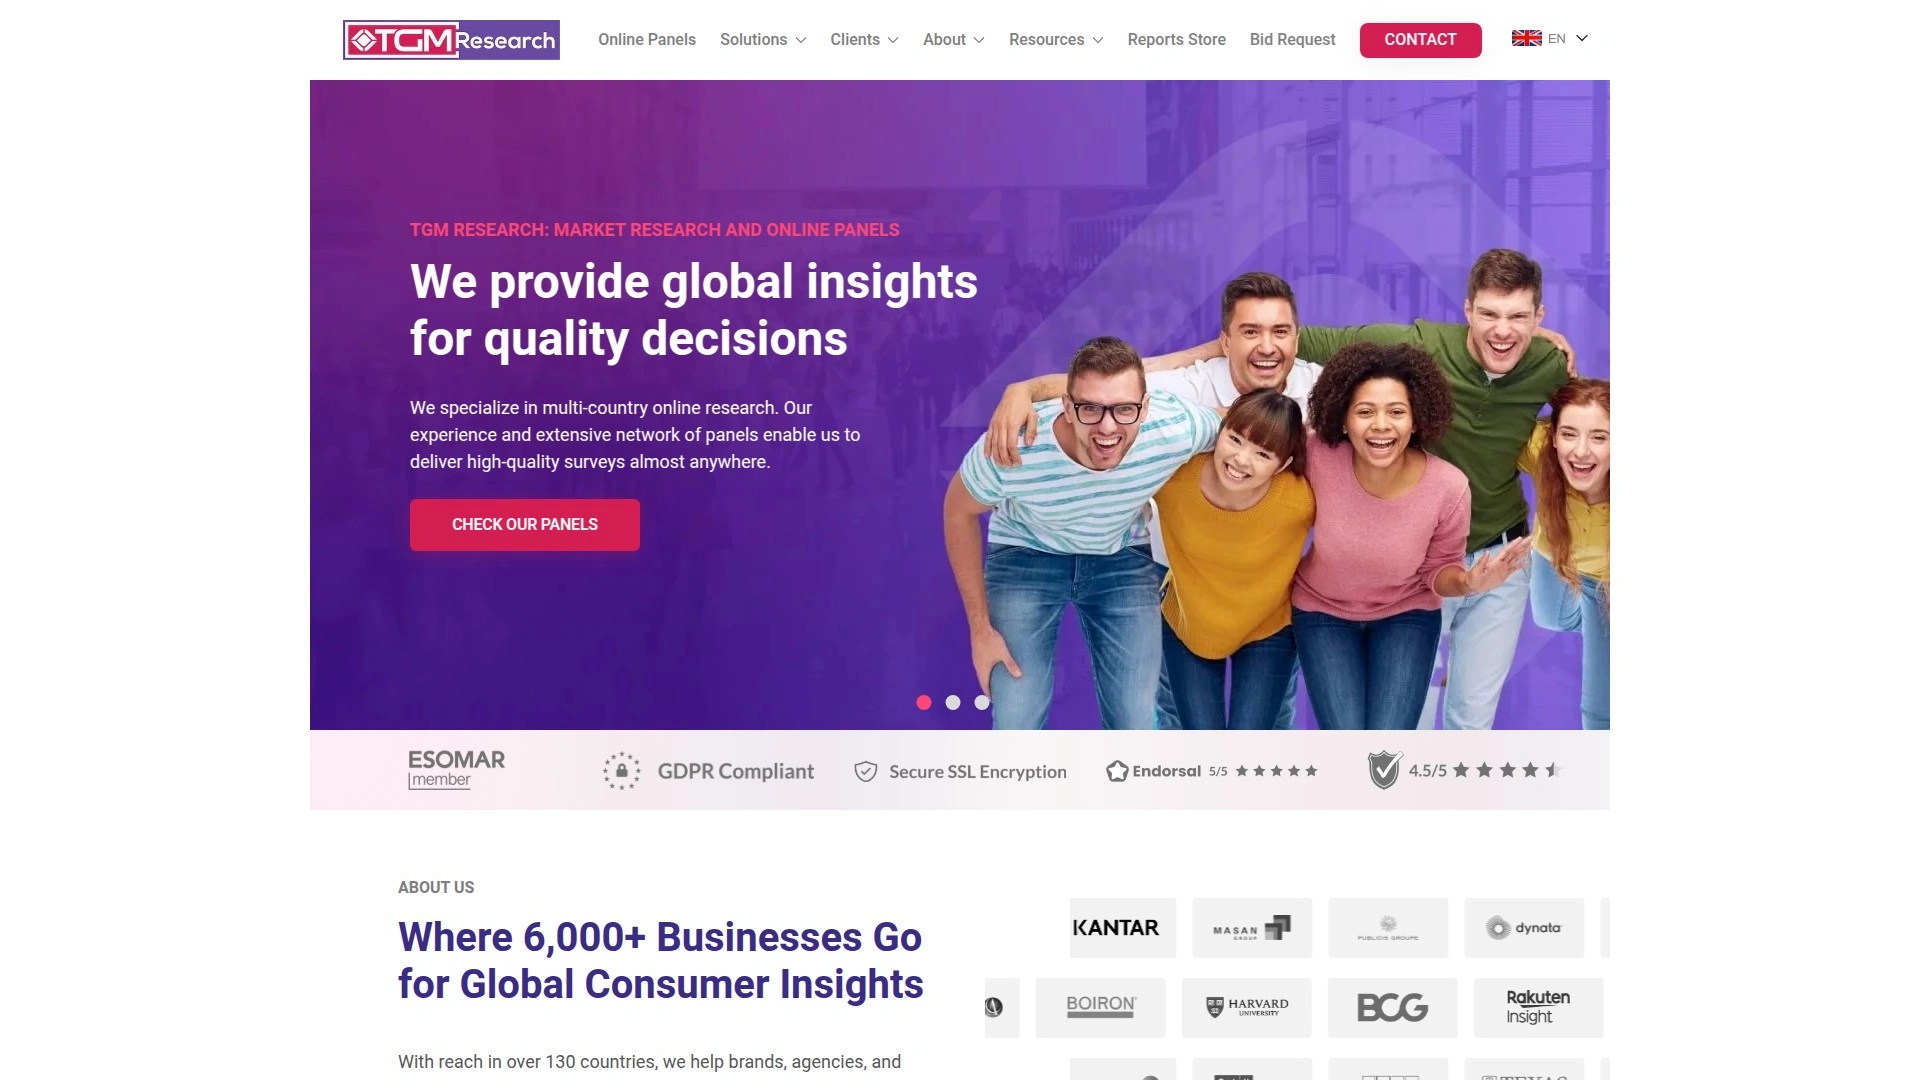 TGM Research
Online Panels
Solutions
Clients
About
Resources
Reports Store
Bid Request
CONTACT
EN
TGM RESEARCH: MARKET RESEARCH AND ONLINE PANELS
We provide global insights
for quality decisions
We specialize in multi-country online research. Our
experience and extensive network of panels enable us to
deliver high-quality surveys almost anywhere.
CHECK OUR PANELS
ESOMAR
member
GDPR Compliant
Secure SSL Encryption
Endorsal 5/5
4.5/5
ABOUT US
Where 6,000+ Businesses Go
for Global Consumer Insights
With reach in over 130 countries, we help brands, agencies, and
KANTAR
MASAN
GROUP
PUBLICIS GROUPE
dynata
BOIRON
HARVARD
UNIVERSITY
BCG
Rakuten
Insight